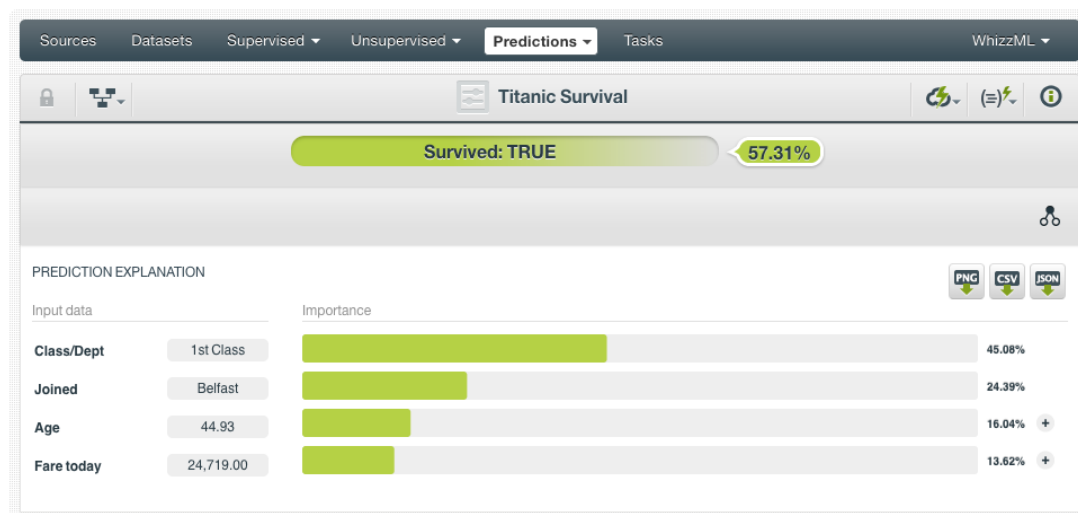 Sources Datasets Supervised Unsupervised Predictions Tasks WhizzML
Titanic Survival
Survived: TRUE 57.31%
PREDICTION EXPLANATION
PNG CSV JSON
Input data Importance
Class/Dept 1st Class 45.08%
Joined Belfast 24.39%
Age 44.93 16.04% +
Fare today 24,719.00 13.62% +